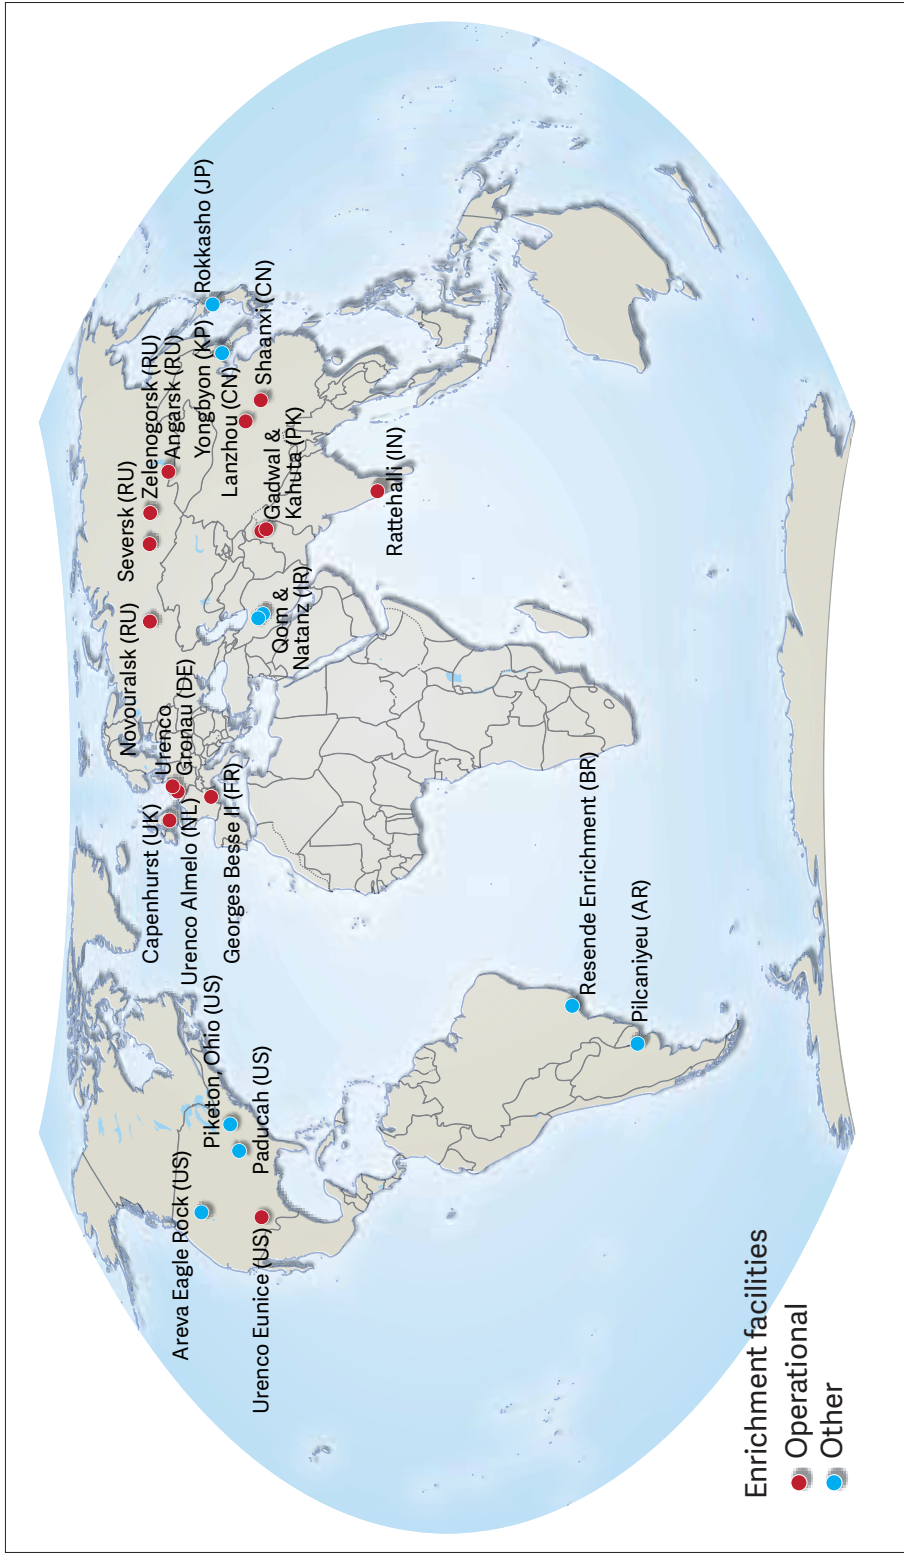 Areva Eagle Rock (US)
Urenco Eunice (US)
Piketon, Ohio (US)
Paducah (US)
Capenhurst (UK)
Urenco Almelo (NL)
Georges Besse II (FR)
Urenco
Gronau (DE)
Novouralsk (RU)
Seversk (RU)
Zelenogorsk (RU)
Angarsk (RU)
Yongbyon (KP)
Lanzhou (CN)
Rokkasho (JP)
Shaanxi (CN)
Gadwal &
Kahuta (PK)
Qom &
Natanz (IR)
Rattehalli (IN)
Resende Enrichment (BR)
Pilcaniyeu (AR)
Enrichment facilities
Operational
Other